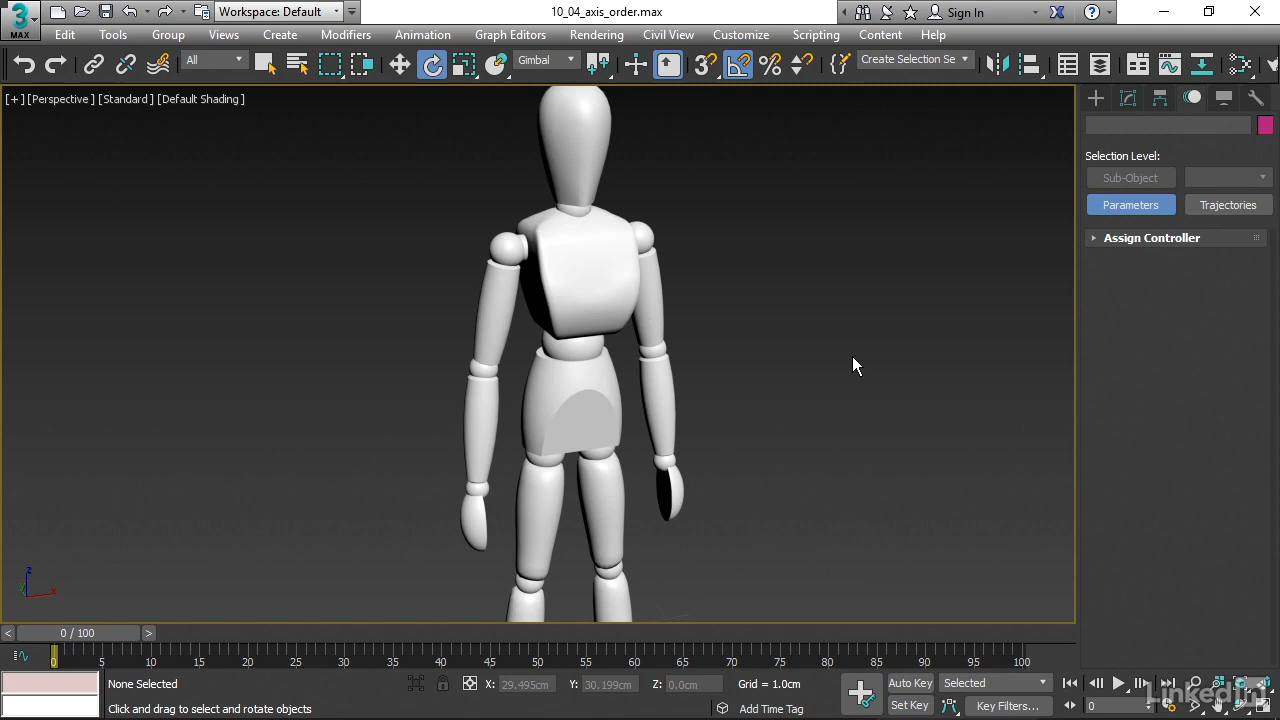 3
MAX
Workspace: Default
10_04_axis_order.max
Sign In
Edit
Tools
Group
Views
Create
Modifiers
Animation
Graph Editors
Rendering
Civil View
Customize
Scripting
Content
Help
All
Gimbal
3
Create Selection Se
[+] [Perspective] [Standard] [Default Shading]
Selection Level:
Sub-Object
Parameters
Trajectories
Assign Controller
z
y
x
< 0 / 100 >
0 5 10 15 20 25 30 35 40 45 50 55 60 65 70 75 80 85 90 95 100
None Selected
X: 29.495cm
Y: 30.199cm
Z: 0.0cm
Grid = 1.0cm
Auto Key
Selected
Click and drag to select and rotate objects
Add Time Tag
Set Key
Key Filters...
0
LinkedIn